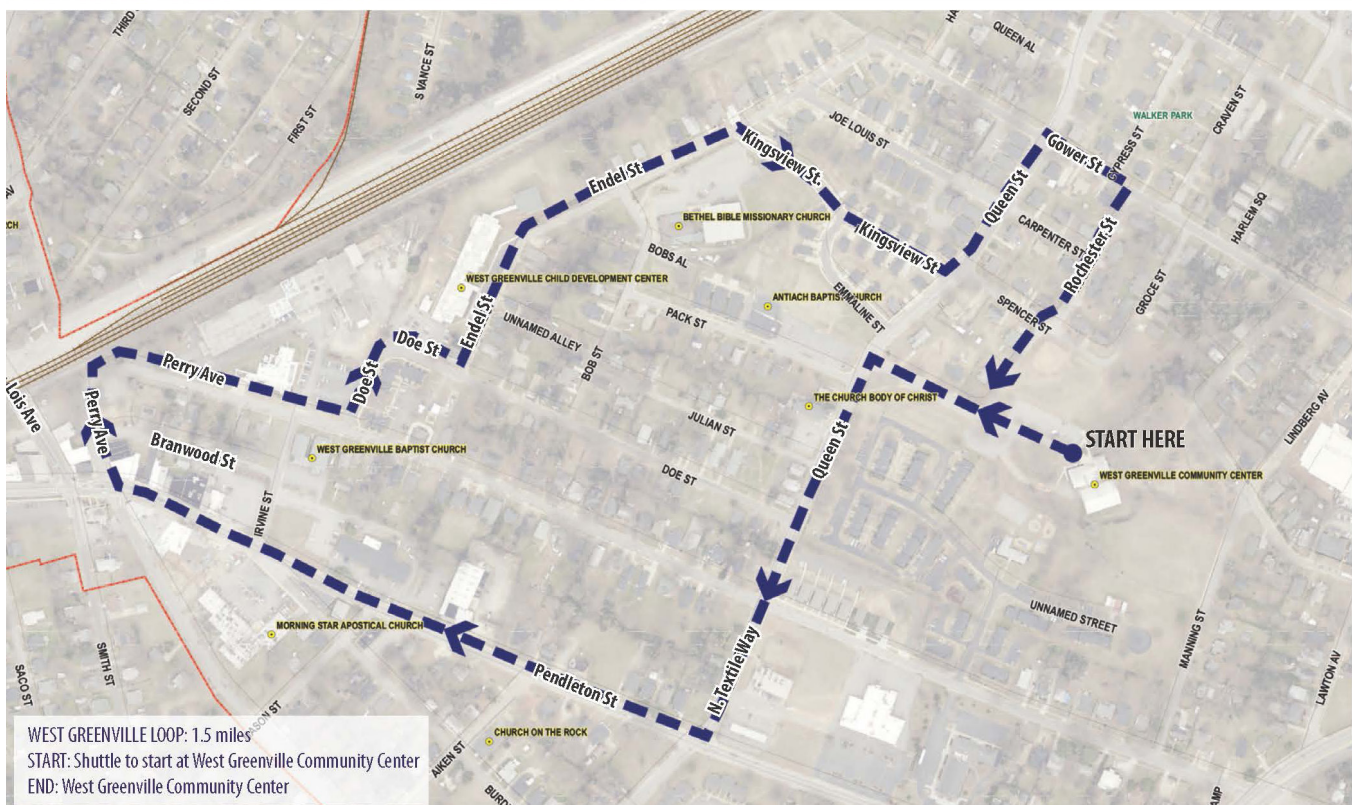 THIRD ST
SECOND ST
FIRST ST
S VANCE ST
QUEEN AL
WALKER PARK
CRAVEN ST
CYPRESS ST
JOE LOUIS ST
Gower St
Endel St
Kingsview St.
Queen St
HARLEM SQ
CARPENTER ST
Rochester St
GROCE ST
Kingsview St
BETHEL BIBLE MISSIONARY CHURCH
BOBS AL
WEST GREENVILLE CHILD DEVELOPMENT CENTER
Endel St
EMMALINE ST
ANTIACH BAPTIST CHURCH
SPENCER ST
PACK ST
UNNAMED ALLEY
Doe St
BOB ST
Doe St
Perry Ave
Lois Ave
Perry Ave
THE CHURCH BODY OF CHRIST
JULIAN ST
LINDBERG AV
START HERE
Branwood St
WEST GREENVILLE BAPTIST CHURCH
Queen St
DOE ST
WEST GREENVILLE COMMUNITY CENTER
IRVINE ST
UNNAMED STREET
MORNING STAR APOSTICAL CHURCH
MANNING ST
SMITH ST
SACO ST
Pendleton St
N. Textile Way
LAWTON AV
AIKEN ST
CHURCH ON THE ROCK
WEST GREENVILLE LOOP: 1.5 miles
START: Shuttle to start at West Greenville Community Center
END: West Greenville Community Center